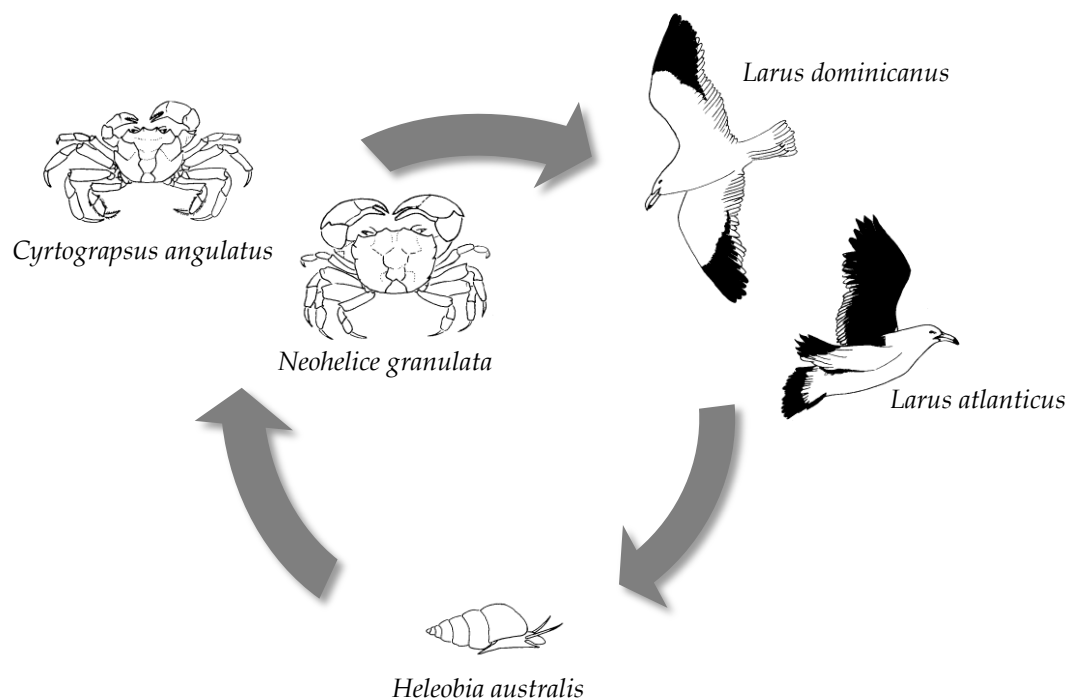 Larus dominicanus
Cyrtograpsus angulatus
Neohelice granulata
Larus atlanticus
Heleobia australis